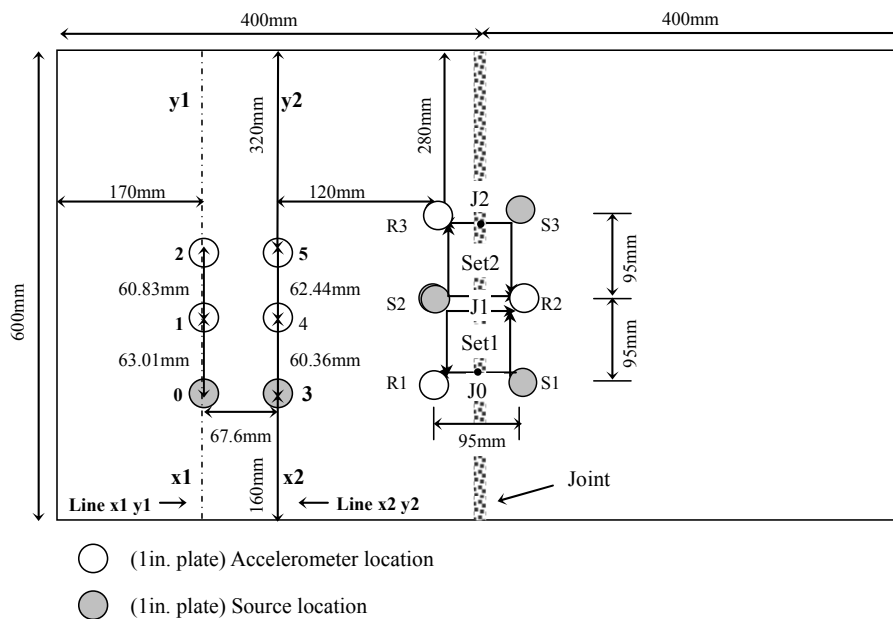 400mm
400mm
y1
y2
320mm
280mm
170mm
120mm
J2
R3
S3
2
5
Set2
95mm
60.83mm
62.44mm
600mm
S2
J1
R2
1
4
Set1
95mm
63.01mm
60.36mm
R1
S1
0
3
J0
67.6mm
95mm
x1
x2
160mm
Joint
Line x1 y1
Line x2 y2
(1in. plate) Accelerometer location
(1in. plate) Source location